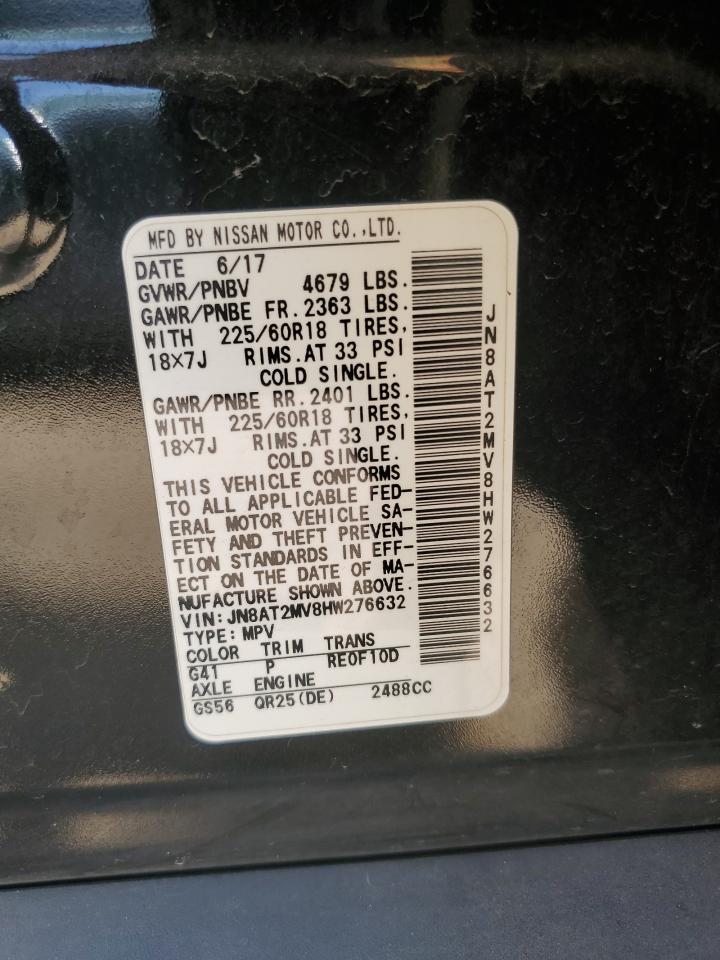 MFD BY NISSAN MOTOR CO.,LTD.
DATE 6/17
GVWR/PNBV 4679 LBS.
GAWR/PNBE FR.2363 LBS.
WITH 225/60R18 TIRES,
18X7J RIMS.AT 33 PSI
COLD SINGLE.
GAWR/PNBE RR.2401 LBS.
WITH 225/60R18 TIRES,
18X7J RIMS.AT 33 PSI
COLD SINGLE.
THIS VEHICLE CONFORMS
TO ALL APPLICABLE FED-
ERAL MOTOR VEHICLE SA-
FETY AND THEFT PREVEN-
TION STANDARDS IN EFF-
ECT ON THE DATE OF MA-
NUFACTURE SHOWN ABOVE.
VIN:JN8AT2MV8HW276632
TYPE:MPV
COLOR TRIM TRANS
G41 P RE0F10D
AXLE ENGINE
GS56 QR25(DE) 2488CC
JN8AT2MV8HW276632